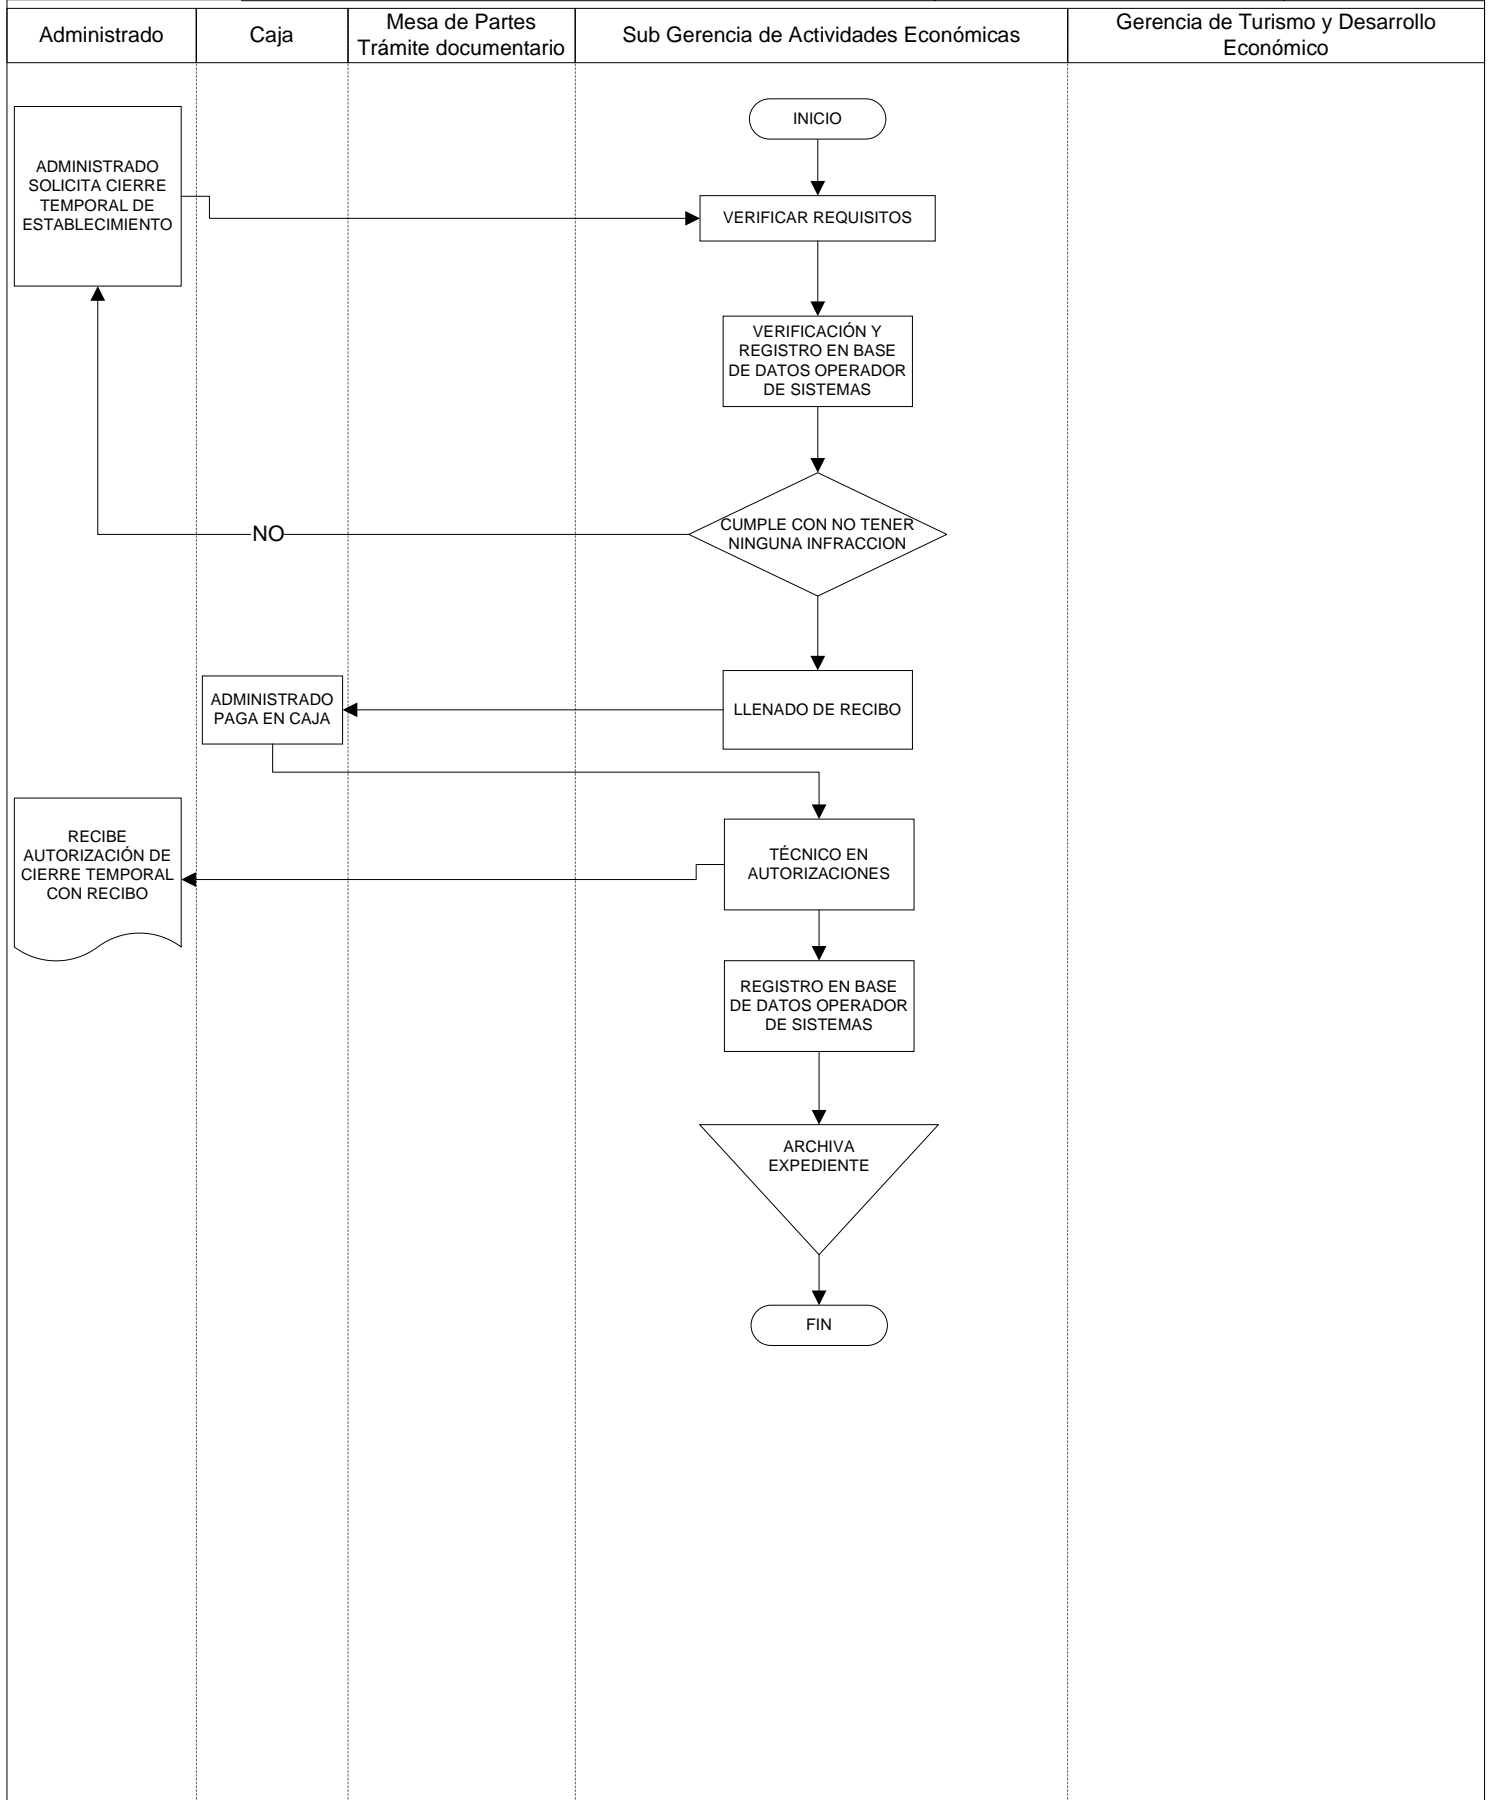 Administrado
Caja
Mesa de Partes
Trámite documentario
Sub Gerencia de Actividades Económicas
Gerencia de Turismo y Desarrollo
Económico
INICIO
ADMINISTRADO
SOLICITA CIERRE
TEMPORAL DE
ESTABLECIMIENTO
VERIFICAR REQUISITOS
VERIFICACIÓN Y
REGISTRO EN BASE
DE DATOS OPERADOR
DE SISTEMAS
CUMPLE CON NO TENER
NINGUNA INFRACCION
NO
LLENADO DE RECIBO
ADMINISTRADO
PAGA EN CAJA
TÉCNICO EN
AUTORIZACIONES
RECIBE
AUTORIZACIÓN DE
CIERRE TEMPORAL
CON RECIBO
REGISTRO EN BASE
DE DATOS OPERADOR
DE SISTEMAS
ARCHIVA
EXPEDIENTE
FIN